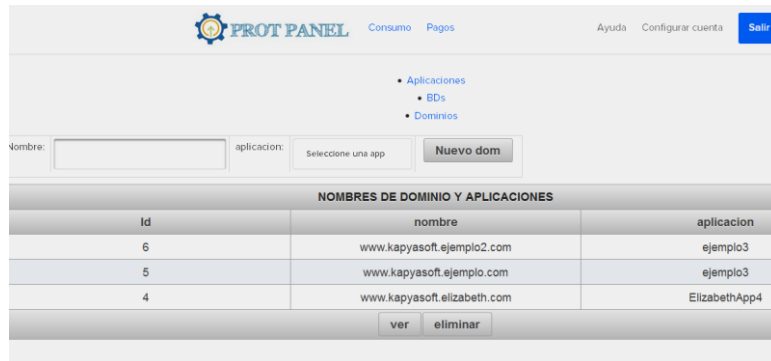 PROT PANEL Consumo Pagos Ayuda Configurar cuenta Salir
Aplicaciones
BDs
Dominios
Nombre: aplicacion: Seleccione una app Nuevo dom
NOMBRES DE DOMINIO Y APLICACIONES
Id nombre aplicacion
6 www.kapyasoft.ejemplo2.com ejemplo3
5 www.kapyasoft.ejemplo.com ejemplo3
4 www.kapyasoft.elizabeth.com ElizabethApp4
ver eliminar